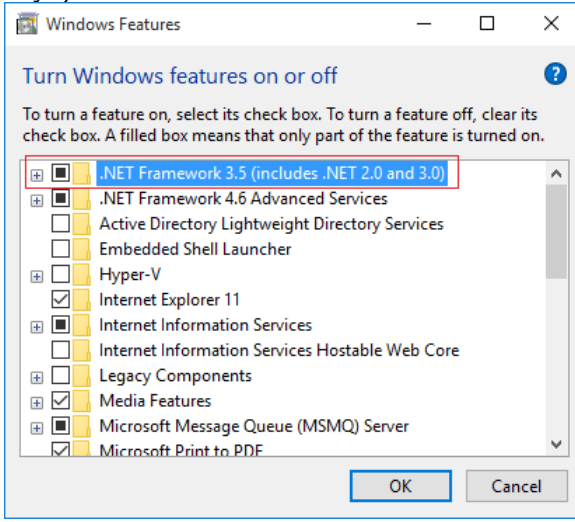 Windows Features
Turn Windows features on or off
To turn a feature on, select its check box. To turn a feature off, clear its
check box. A filled box means that only part of the feature is turned on.
.NET Framework 3.5 (includes .NET 2.0 and 3.0)
.NET Framework 4.6 Advanced Services
Active Directory Lightweight Directory Services
Embedded Shell Launcher
Hyper-V
Internet Explorer 11
Internet Information Services
Internet Information Services Hostable Web Core
Legacy Components
Media Features
Microsoft Message Queue (MSMQ) Server
Microsoft Print to PDF
OK Cancel